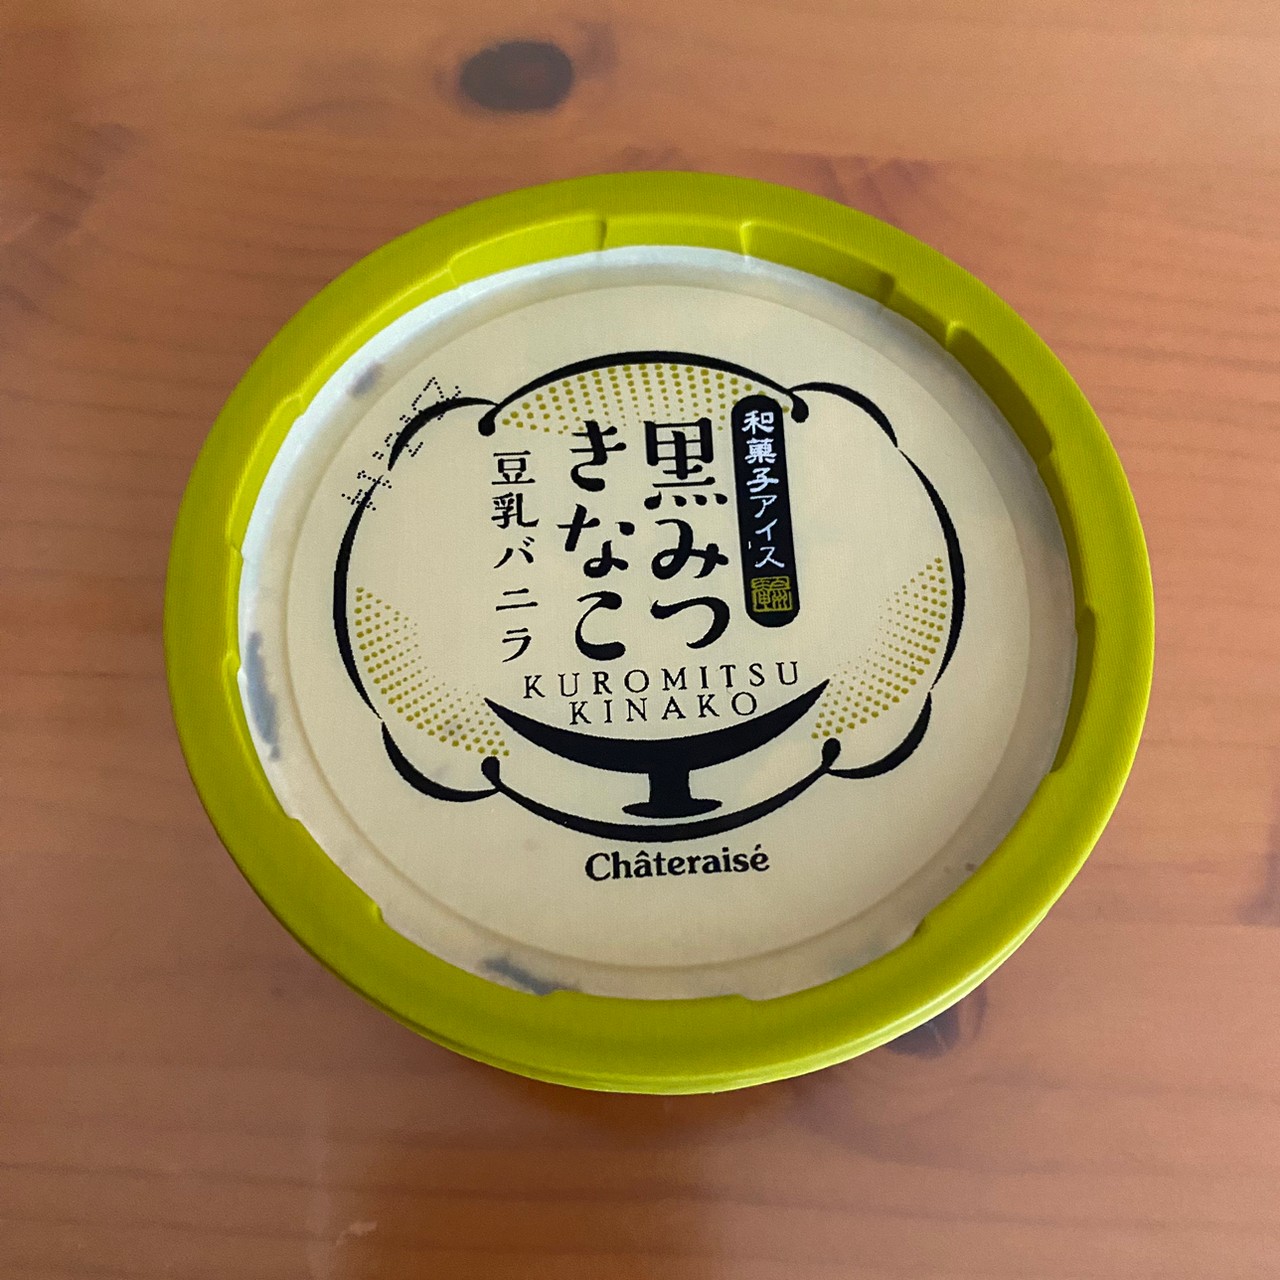 和菓子アイス
黒みつ
きなこ
豆乳バニラ
KUROMITSU
KINAKO
Châteraisé